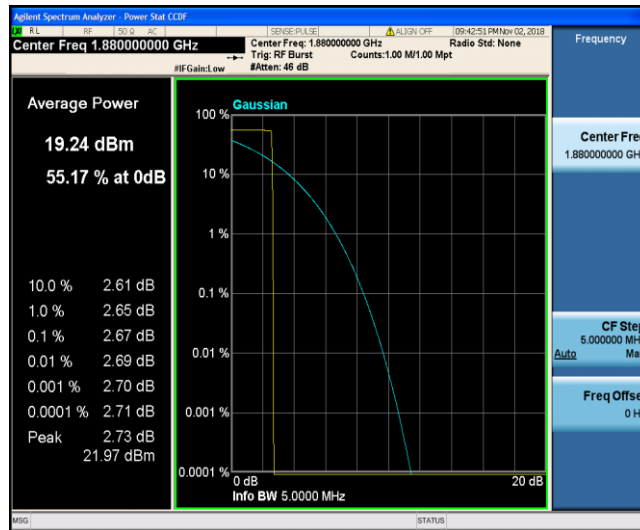 Agilent Spectrum Analyzer - Power Stat CCDF
RL RF 50 Ω AC SENSE:PULSE ALIGN OFF 09:42:51 PM Nov 02, 2018
Center Freq 1.880000000 GHz
Center Freq: 1.880000000 GHz Radio Std: None
Trig: RF Burst Counts:1.00 M/1.00 Mpt
#IFGain:Low #Atten: 46 dB
Frequency
Average Power
19.24 dBm
55.17 % at 0dB
10.0 % 2.61 dB
1.0 % 2.65 dB
0.1 % 2.67 dB
0.01 % 2.69 dB
0.001 % 2.70 dB
0.0001 % 2.71 dB
Peak 2.73 dB
21.97 dBm
Gaussian
100 %
10 %
1 %
0.1 %
0.01 %
0.001 %
0.0001 %
0 dB 20 dB
Info BW 5.0000 MHz
Center Fre
1.880000000 GH
CF Step
5.000000 MH
Auto Ma
Freq Offse
0 H
MSG STATUS